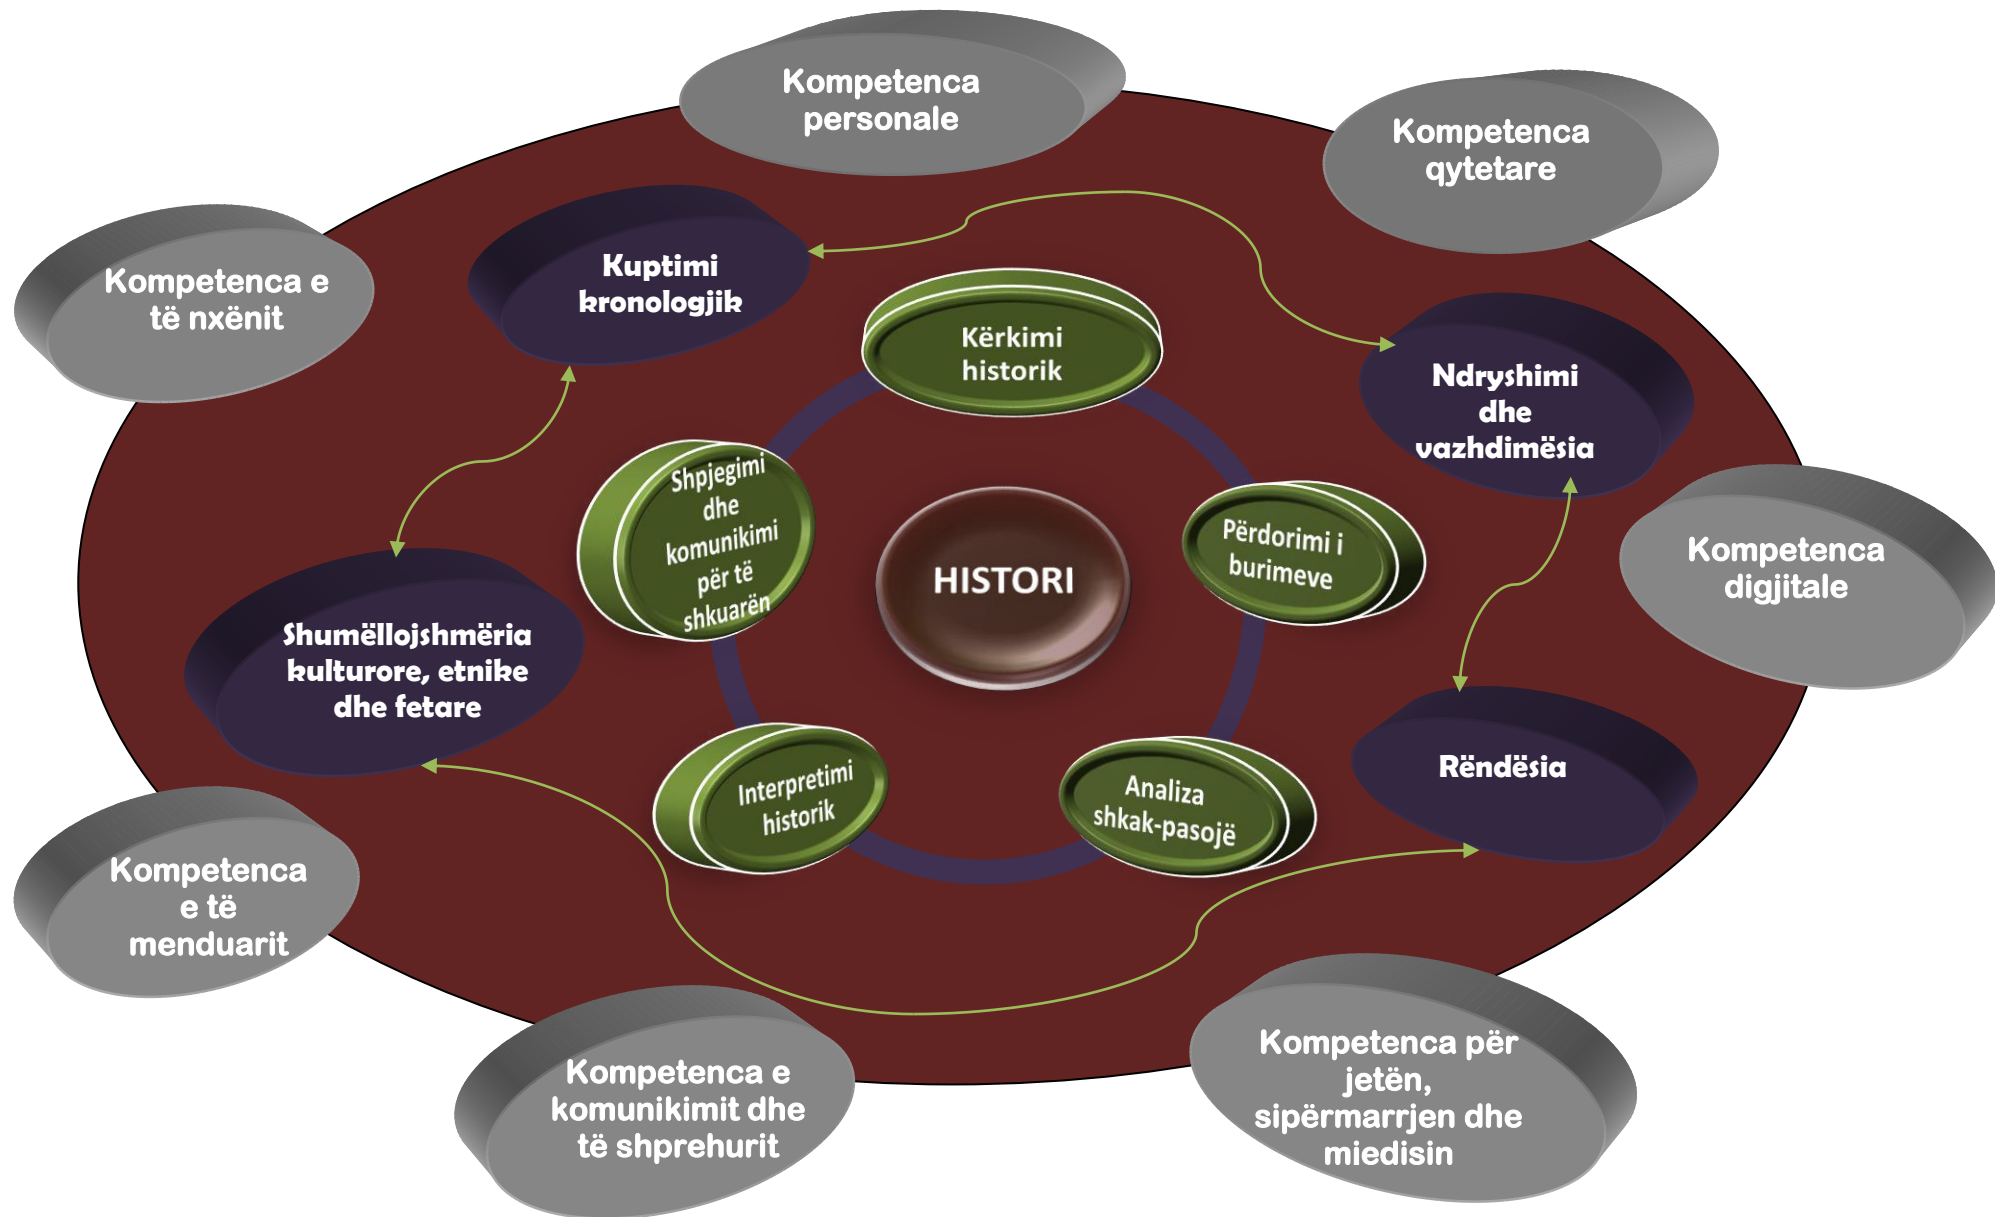 Kompetenca
personale
Kompetenca
qytetare
Kompetenca e
të nxënit
Kuptimi
kronologjik
Kërkimi
historik
Ndryshimi
dhe
vazhdimësia
Shpjegimi
dhe
komunikimi
për të
shkuarën
Përdorimi i
burimeve
Kompetenca
digjitale
HISTORI
Shumëllojshmëria
kulturore, etnike
dhe fetare
Interpretimi
historik
Analiza
shkak-pasojë
Rëndësia
Kompetenca
e të
menduarit
Kompetenca e
komunikimit dhe
të shprehurit
Kompetenca për
jetën,
sipërmarrjen dhe
miedisin